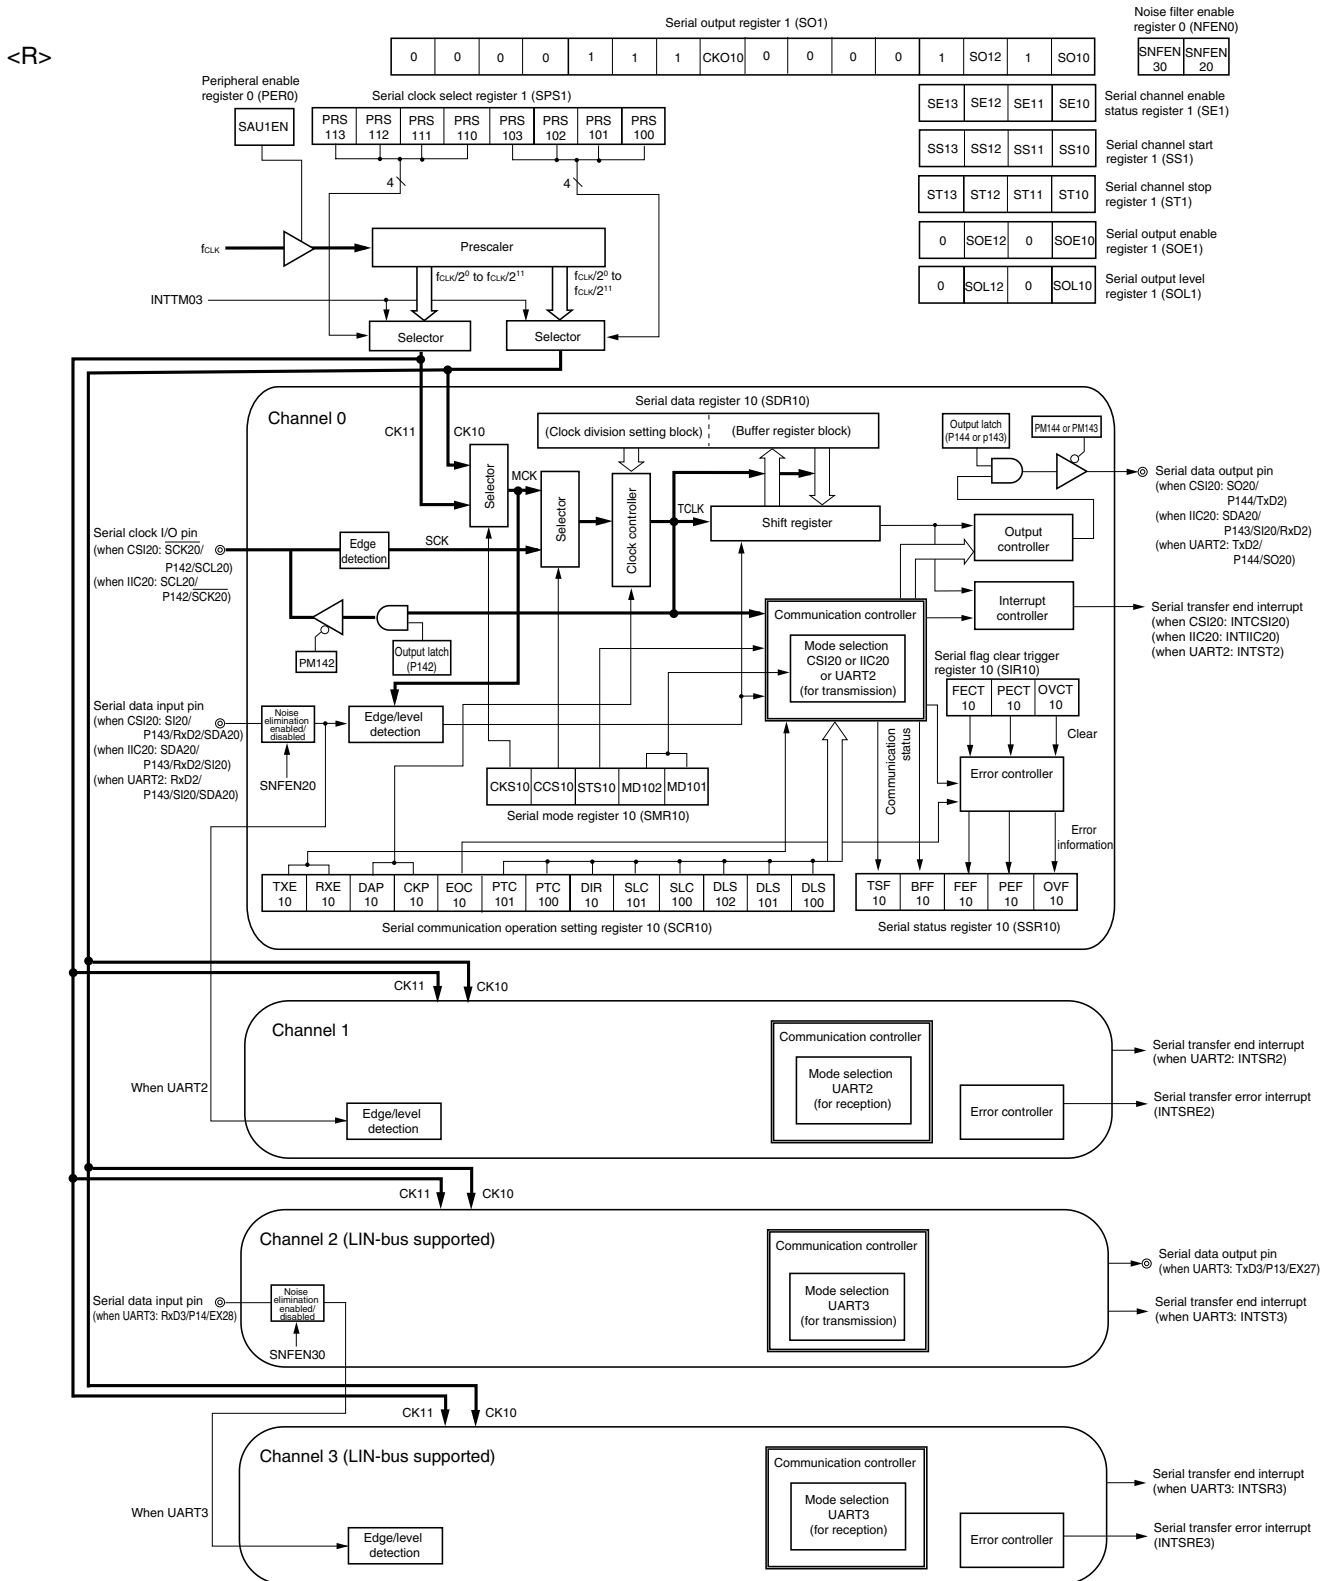 Serial output register 1 (SO1)
0 0 0 0 1 1 1 CKO10 0 0 0 0 1 SO12 1 SO10
Noise filter enable
register 0 (NFEN0)
SNFEN
30
SNFEN
20
<R>
Peripheral enable
register 0 (PER0)
SAU1EN
Serial clock select register 1 (SPS1)
PRS
113
PRS
112
PRS
111
PRS
110
PRS
103
PRS
102
PRS
101
PRS
100
4
4
SE13 SE12 SE11 SE10
Serial channel enable
status register 1 (SE1)
SS13 SS12 SS11 SS10
Serial channel start
register 1 (SS1)
ST13 ST12 ST11 ST10
Serial channel stop
register 1 (ST1)
0 SOE12 0 SOE10
Serial output enable
register 1 (SOE1)
0 SOL12 0 SOL10
Serial output level
register 1 (SOL1)
fCLK
Prescaler
fCLK/2⁰ to fCLK/2¹¹
fCLK/2⁰ to
fCLK/2¹¹
INTTM03
Selector
Selector
Channel 0
CK11
CK10
Serial data register 10 (SDR10)
(Clock division setting block)
(Buffer register block)
Selector
MCK
Selector
Clock controller
TCLK
Shift register
Output latch
(P144 or p143)
PM144 or PM143
Serial data output pin
(when CSI20: SO20/
P144/TxD2)
(when IIC20: SDA20/
P143/SI20/RxD2)
(when UART2: TxD2/
P144/SO20)
Output
controller
Serial clock I/O pin
(when CSI20: SCK20/
P142/SCL20)
(when IIC20: SCL20/
P142/SCK20)
Edge
detection
SCK
PM142
Output latch
(P142)
Communication controller
Mode selection
CSI20 or IIC20
or UART2
(for transmission)
Interrupt
controller
Serial transfer end interrupt
(when CSI20: INTCSI20)
(when IIC20: INTIIC20)
(when UART2: INTST2)
Serial flag clear trigger
register 10 (SIR10)
FECT
10
PECT
10
OVCT
10
Clear
Serial data input pin
(when CSI20: SI20/
P143/RxD2/SDA20)
(when IIC20: SDA20/
P143/RxD2/SI20)
(when UART2: RxD2/
P143/SI20/SDA20)
Noise
elimination
enabled/
disabled
SNFEN20
Edge/level
detection
CKS10 CCS10 STS10 MD102 MD101
Serial mode register 10 (SMR10)
Communication
status
Error controller
Error
information
TXE
10
RXE
10
DAP
10
CKP
10
EOC
10
PTC
101
PTC
100
DIR
10
SLC
101
SLC
100
DLS
102
DLS
101
DLS
100
Serial communication operation setting register 10 (SCR10)
TSF
10
BFF
10
FEF
10
PEF
10
OVF
10
Serial status register 10 (SSR10)
CK11
CK10
Channel 1
When UART2
Edge/level
detection
Communication controller
Mode selection
UART2
(for reception)
Error controller
Serial transfer end interrupt
(when UART2: INTSR2)
Serial transfer error interrupt
(INTSRE2)
CK11
CK10
Channel 2 (LIN-bus supported)
Serial data input pin
(when UART3: RxD3/P14/EX28)
Noise
elimination
enabled/
disabled
SNFEN30
Communication controller
Mode selection
UART3
(for transmission)
Serial data output pin
(when UART3: TxD3/P13/EX27)
Serial transfer end interrupt
(when UART3: INTST3)
CK11
CK10
Channel 3 (LIN-bus supported)
When UART3
Edge/level
detection
Communication controller
Mode selection
UART3
(for reception)
Error controller
Serial transfer end interrupt
(when UART3: INTSR3)
Serial transfer error interrupt
(INTSRE3)